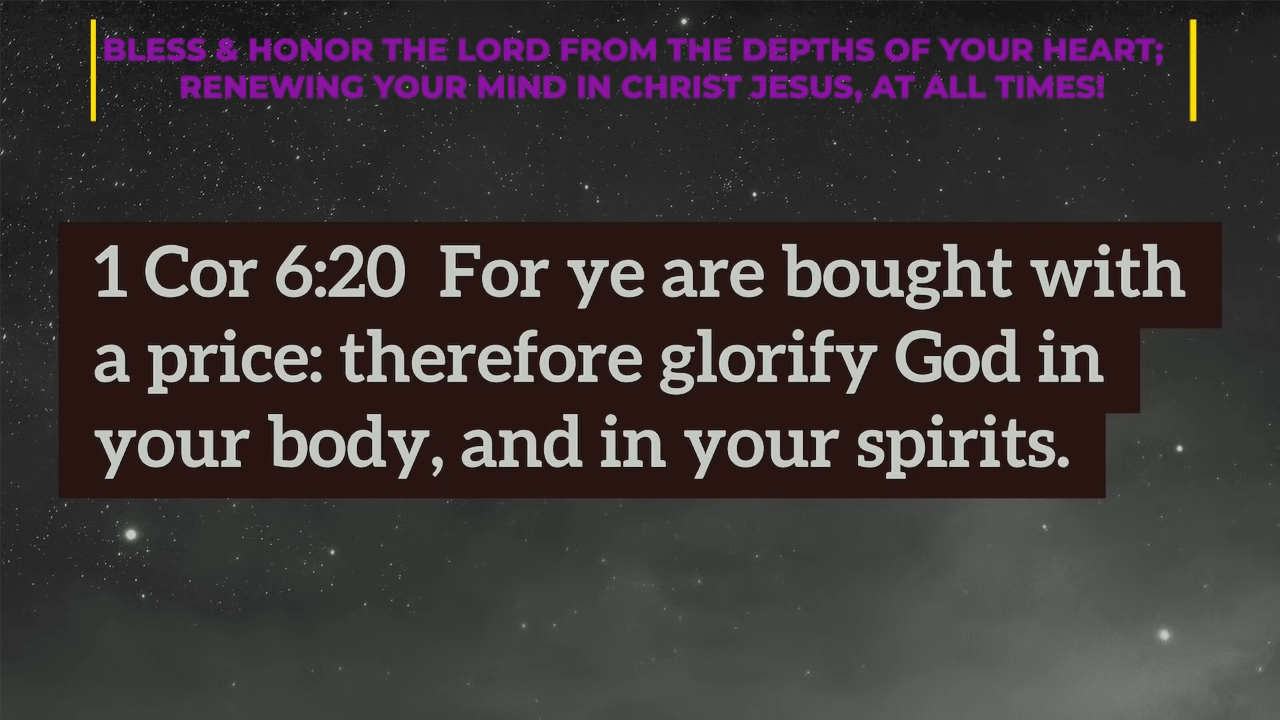 BLESS & HONOR THE LORD FROM THE DEPTHS OF YOUR HEART;
RENEWING YOUR MIND IN CHRIST JESUS, AT ALL TIMES!
1 Cor 6:20 For ye are bought with
a price: therefore glorify God in
your body, and in your spirits.